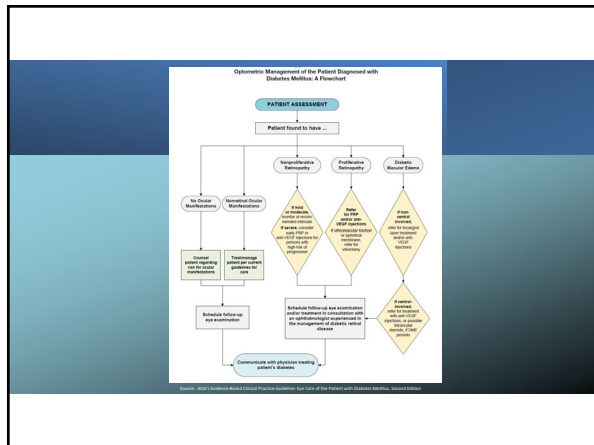 Optometric Management of the Patient Diagnosed with
Diabetes Mellitus: A Flowchart
PATIENT ASSESSMENT
Patient found to have ...
Nonproliferative
Retinopathy
Proliferative
Retinopathy
Diabetic
Macular Edema
No Ocular
Manifestations
Nonretinal Ocular
Manifestations
If mild
or moderate,
monitor at recom-
mended intervals
If severe, consider
early PRP or
anti-VEGF injections for
persons with
high-risk of
progression.
Refer
for PRP
and/or anti-
VEGF injections
If vitreomacular traction
or epiretinal
membrane,
refer for
vitrectomy
If non-
central
involved,
refer for focal/grid
laser treatment
and/or anti-
VEGF
injections
Counsel
patient regarding
risk for ocular
manifestations
Treat/manage
patient per current
guidelines for
care
If central-
involved,
refer for treatment
with anti-VEGF
injections, or possible
intraocular
steroids, if DME
persists
Schedule follow-up
eye examination
Schedule follow-up eye examination
and/or treatment in consultation with
an ophthalmologist experienced in
the management of diabetic retinal
disease
Communicate with physician treating
patient's diabetes
Source: AOA's Evidence-Based Clinical Practice Guideline: Eye Care of the Patient with Diabetes Mellitus, Second Edition